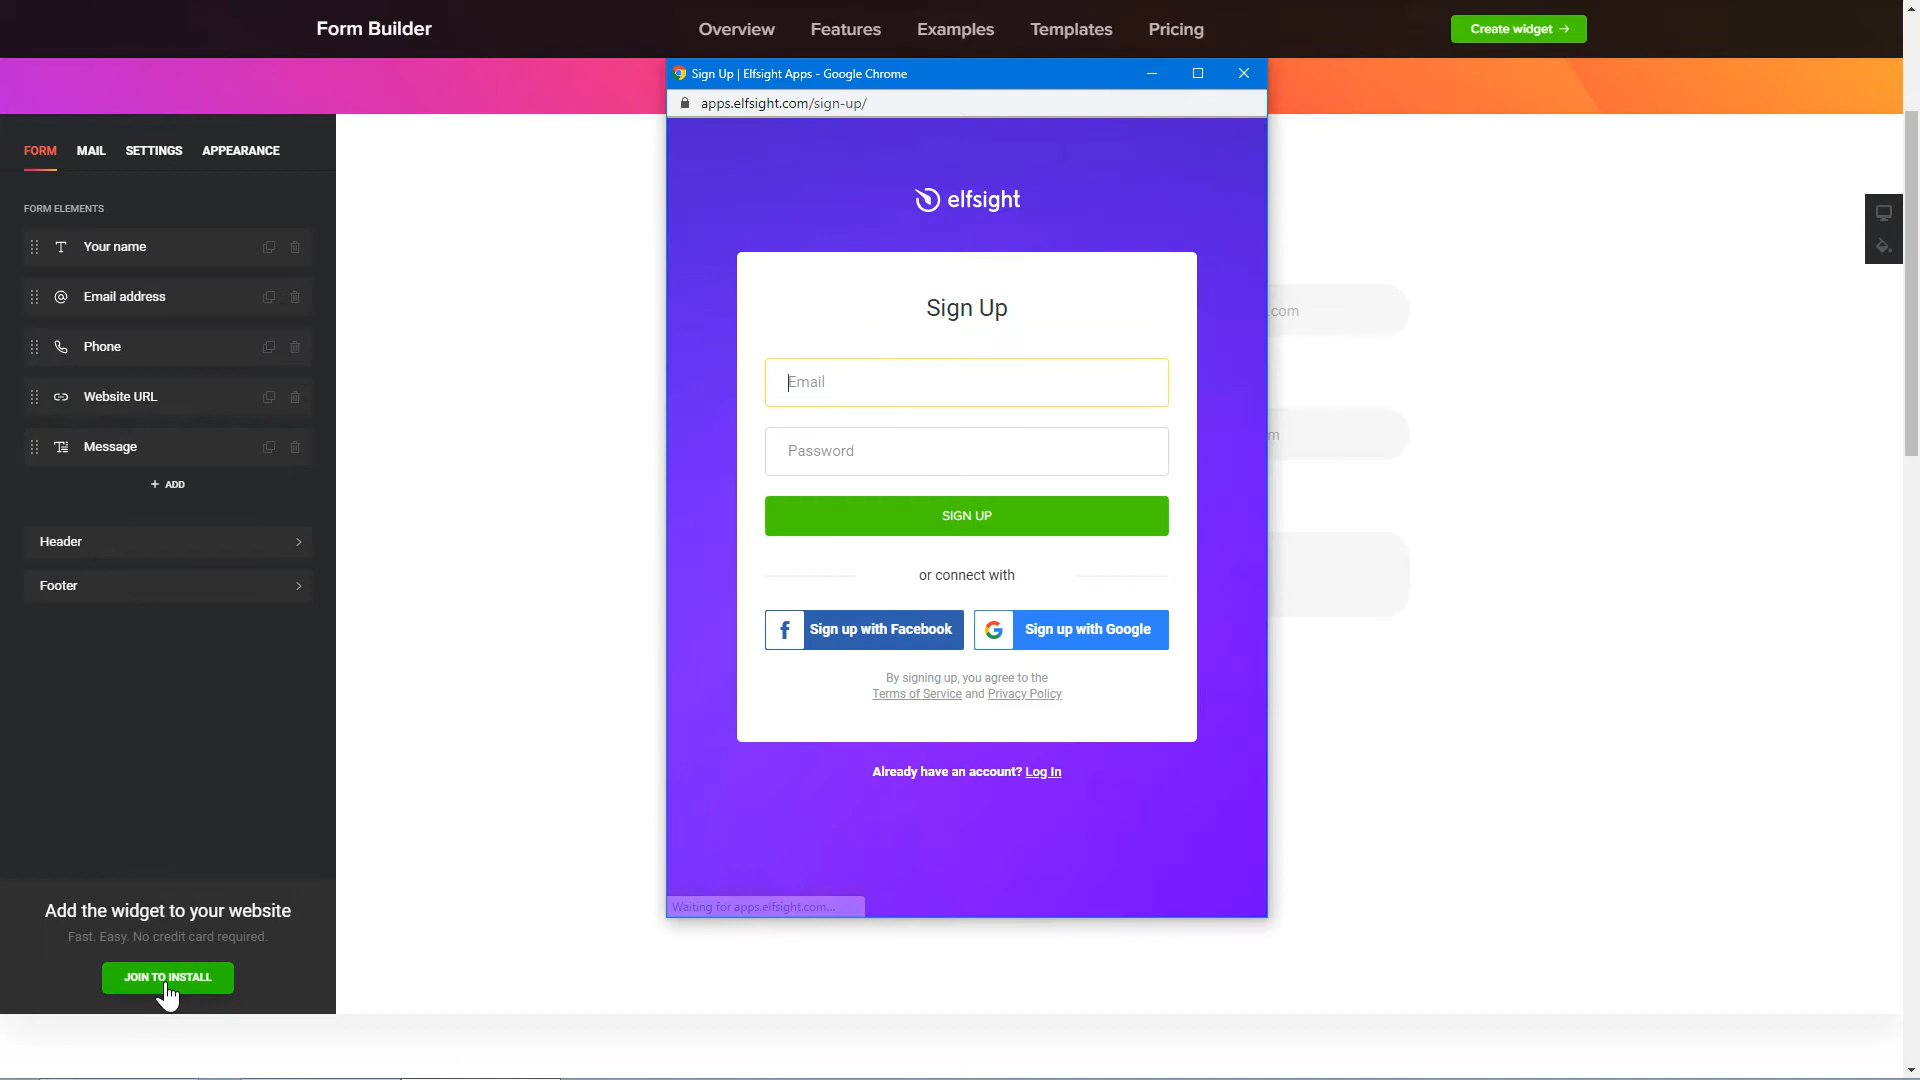 Form Builder
Overview
Features
Examples
Templates
Pricing
Create widget →
Sign Up | Elfsight Apps - Google Chrome
apps.elfsight.com/sign-up/
FORM
MAIL
SETTINGS
APPEARANCE
FORM ELEMENTS
Your name
Email address
Phone
Website URL
Message
+ ADD
Header
Footer
Add the widget to your website
Fast. Easy. No credit card required.
JOIN TO INSTALL
elfsight
Sign Up
Email
Password
SIGN UP
or connect with
Sign up with Facebook
Sign up with Google
By signing up, you agree to the
Terms of Service and Privacy Policy
Already have an account? Log In
Waiting for apps.elfsight.com...
.com
m